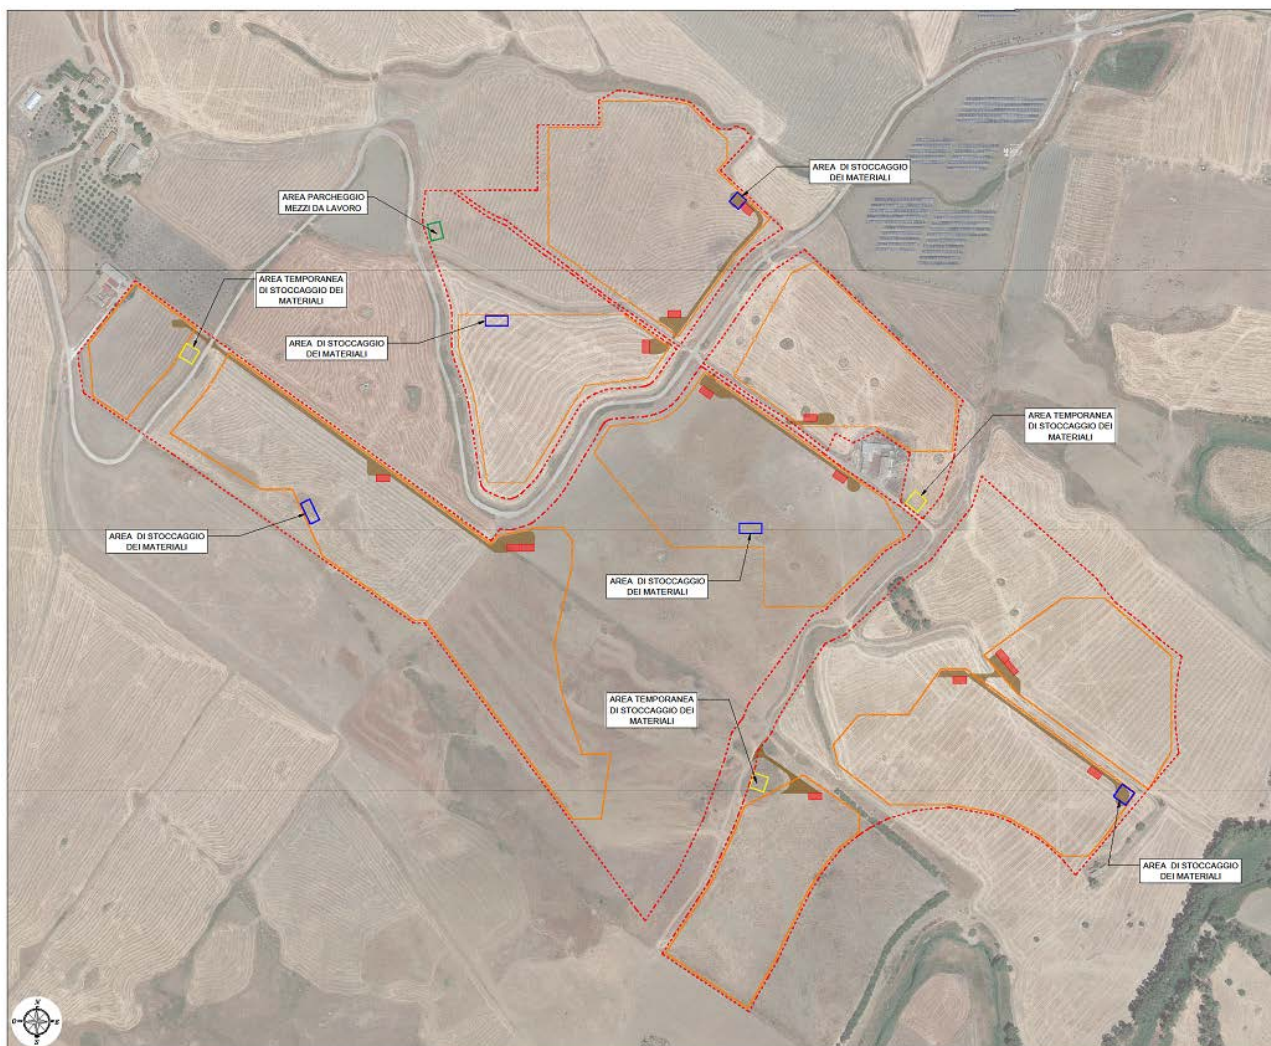 AREA DI STOCCAGGIO
DEI MATERIALI
AREA PARCHEGGIO
MEZZI DA LAVORO
AREA TEMPORANEA
DI STOCCAGGIO DEI
MATERIALI
AREA DI STOCCAGGIO
DEI MATERIALI
AREA TEMPORANEA
DI STOCCAGGIO DEI
MATERIALI
AREA DI STOCCAGGIO
DEI MATERIALI
AREA DI STOCCAGGIO
DEI MATERIALI
AREA TEMPORANEA
DI STOCCAGGIO DEI
MATERIALI
AREA DI STOCCAGGIO
DEI MATERIALI
N
O
E
S